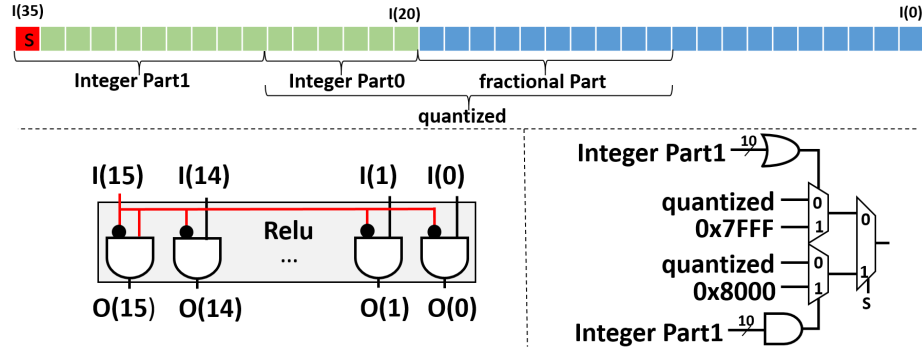 I(35)
I(20)
I(0)
S
Integer Part1
Integer Part0
fractional Part
quantized
I(15)
I(14)
I(1)
I(0)
Relu
...
O(15)
O(14)
O(1)
O(0)
Integer Part1
10
quantized
0
0x7FFF
1
0
quantized
0
0x8000
1
1
S
Integer Part1
10